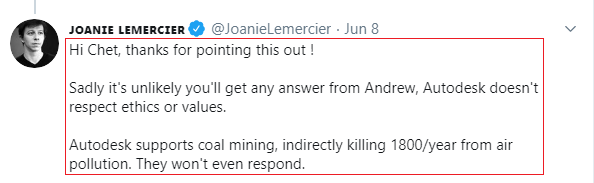 JOANIE LEMERCIER @JoanieLemercier · Jun 8
Hi Chet, thanks for pointing this out !
Sadly it's unlikely you'll get any answer from Andrew, Autodesk doesn't
respect ethics or values.
Autodesk supports coal mining, indirectly killing 1800/year from air
pollution. They won't even respond.